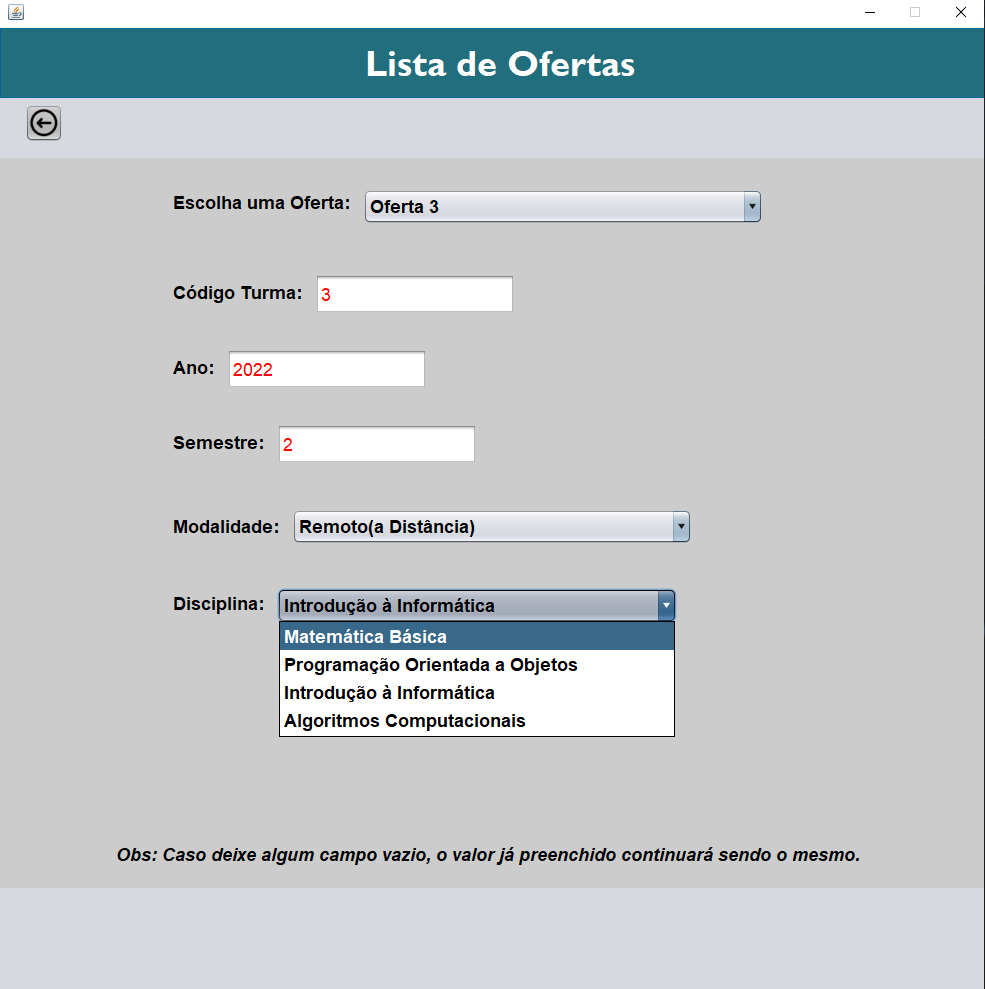 Lista de Ofertas
Escolha uma Oferta: Oferta 3
Código Turma: 3
Ano: 2022
Semestre: 2
Modalidade: Remoto(a Distância)
Disciplina: Introdução à Informática
Matemática Básica
Programação Orientada a Objetos
Introdução à Informática
Algoritmos Computacionais
Obs: Caso deixe algum campo vazio, o valor já preenchido continuará sendo o mesmo.